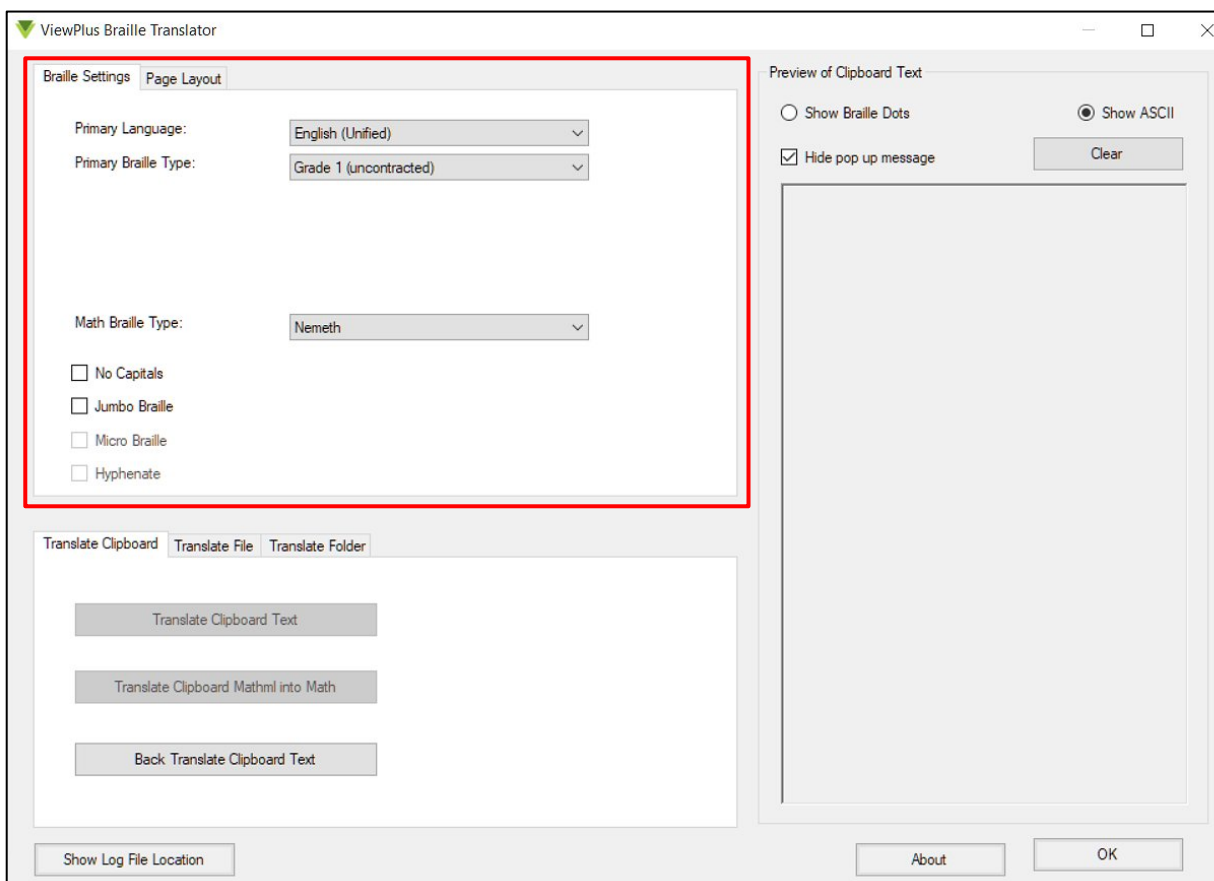 ViewPlus Braille Translator
Braille Settings Page Layout
Primary Language: English (Unified)
Primary Braille Type: Grade 1 (uncontracted)
Math Braille Type: Nemeth
No Capitals
Jumbo Braille
Micro Braille
Hyphenate
Translate Clipboard Translate File Translate Folder
Translate Clipboard Text
Translate Clipboard Mathml into Math
Back Translate Clipboard Text
Show Log File Location
Preview of Clipboard Text
Show Braille Dots Show ASCII
Hide pop up message Clear
About OK